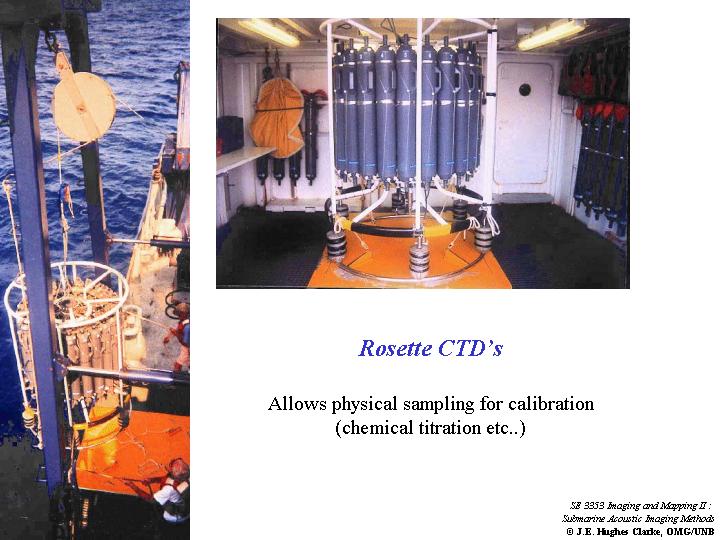 Rosette CTD's
Allows physical sampling for calibration
(chemical titration etc..)
SE 3353 Imaging and Mapping II :
Submarine Acoustic Imaging Methods
© J.E. Hughes Clarke, OMG/UNB